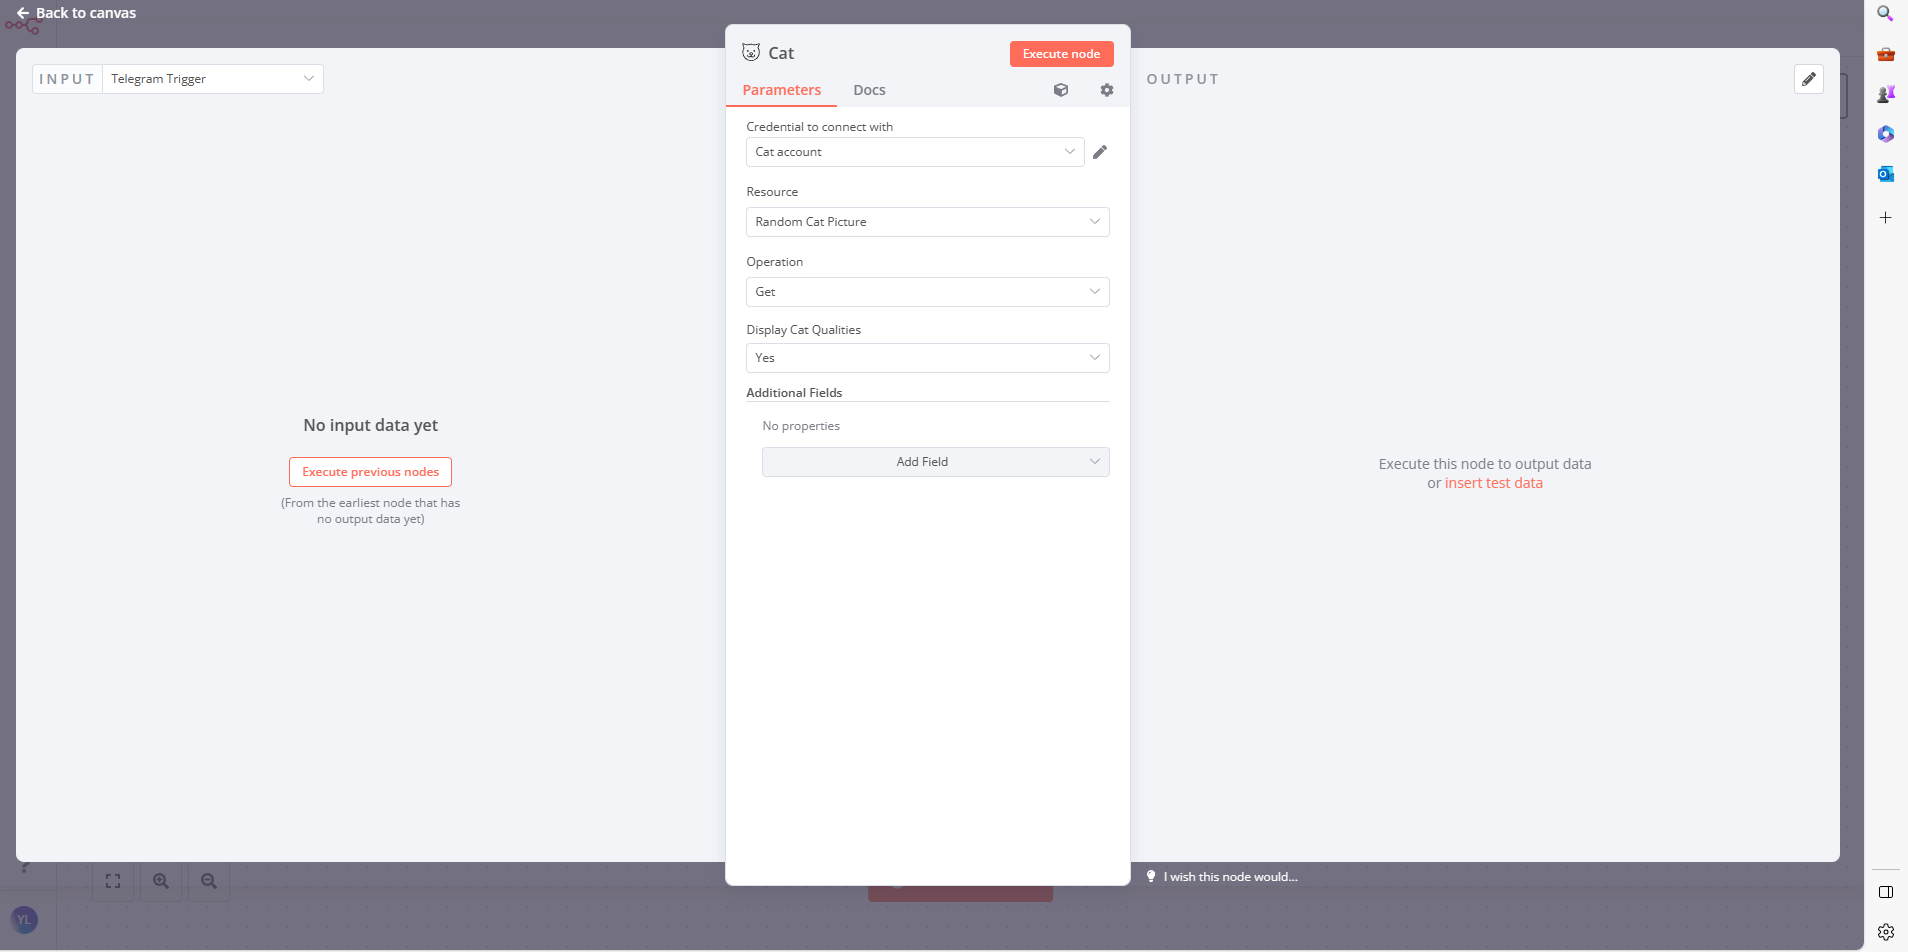 Back to canvas
INPUT
Telegram Trigger
No input data yet
Execute previous nodes
(From the earliest node that has
no output data yet)
Cat
Execute node
Parameters
Docs
Credential to connect with
Cat account
Resource
Random Cat Picture
Operation
Get
Display Cat Qualities
Yes
Additional Fields
No properties
Add Field
OUTPUT
Execute this node to output data
or insert test data
I wish this node would...
YL